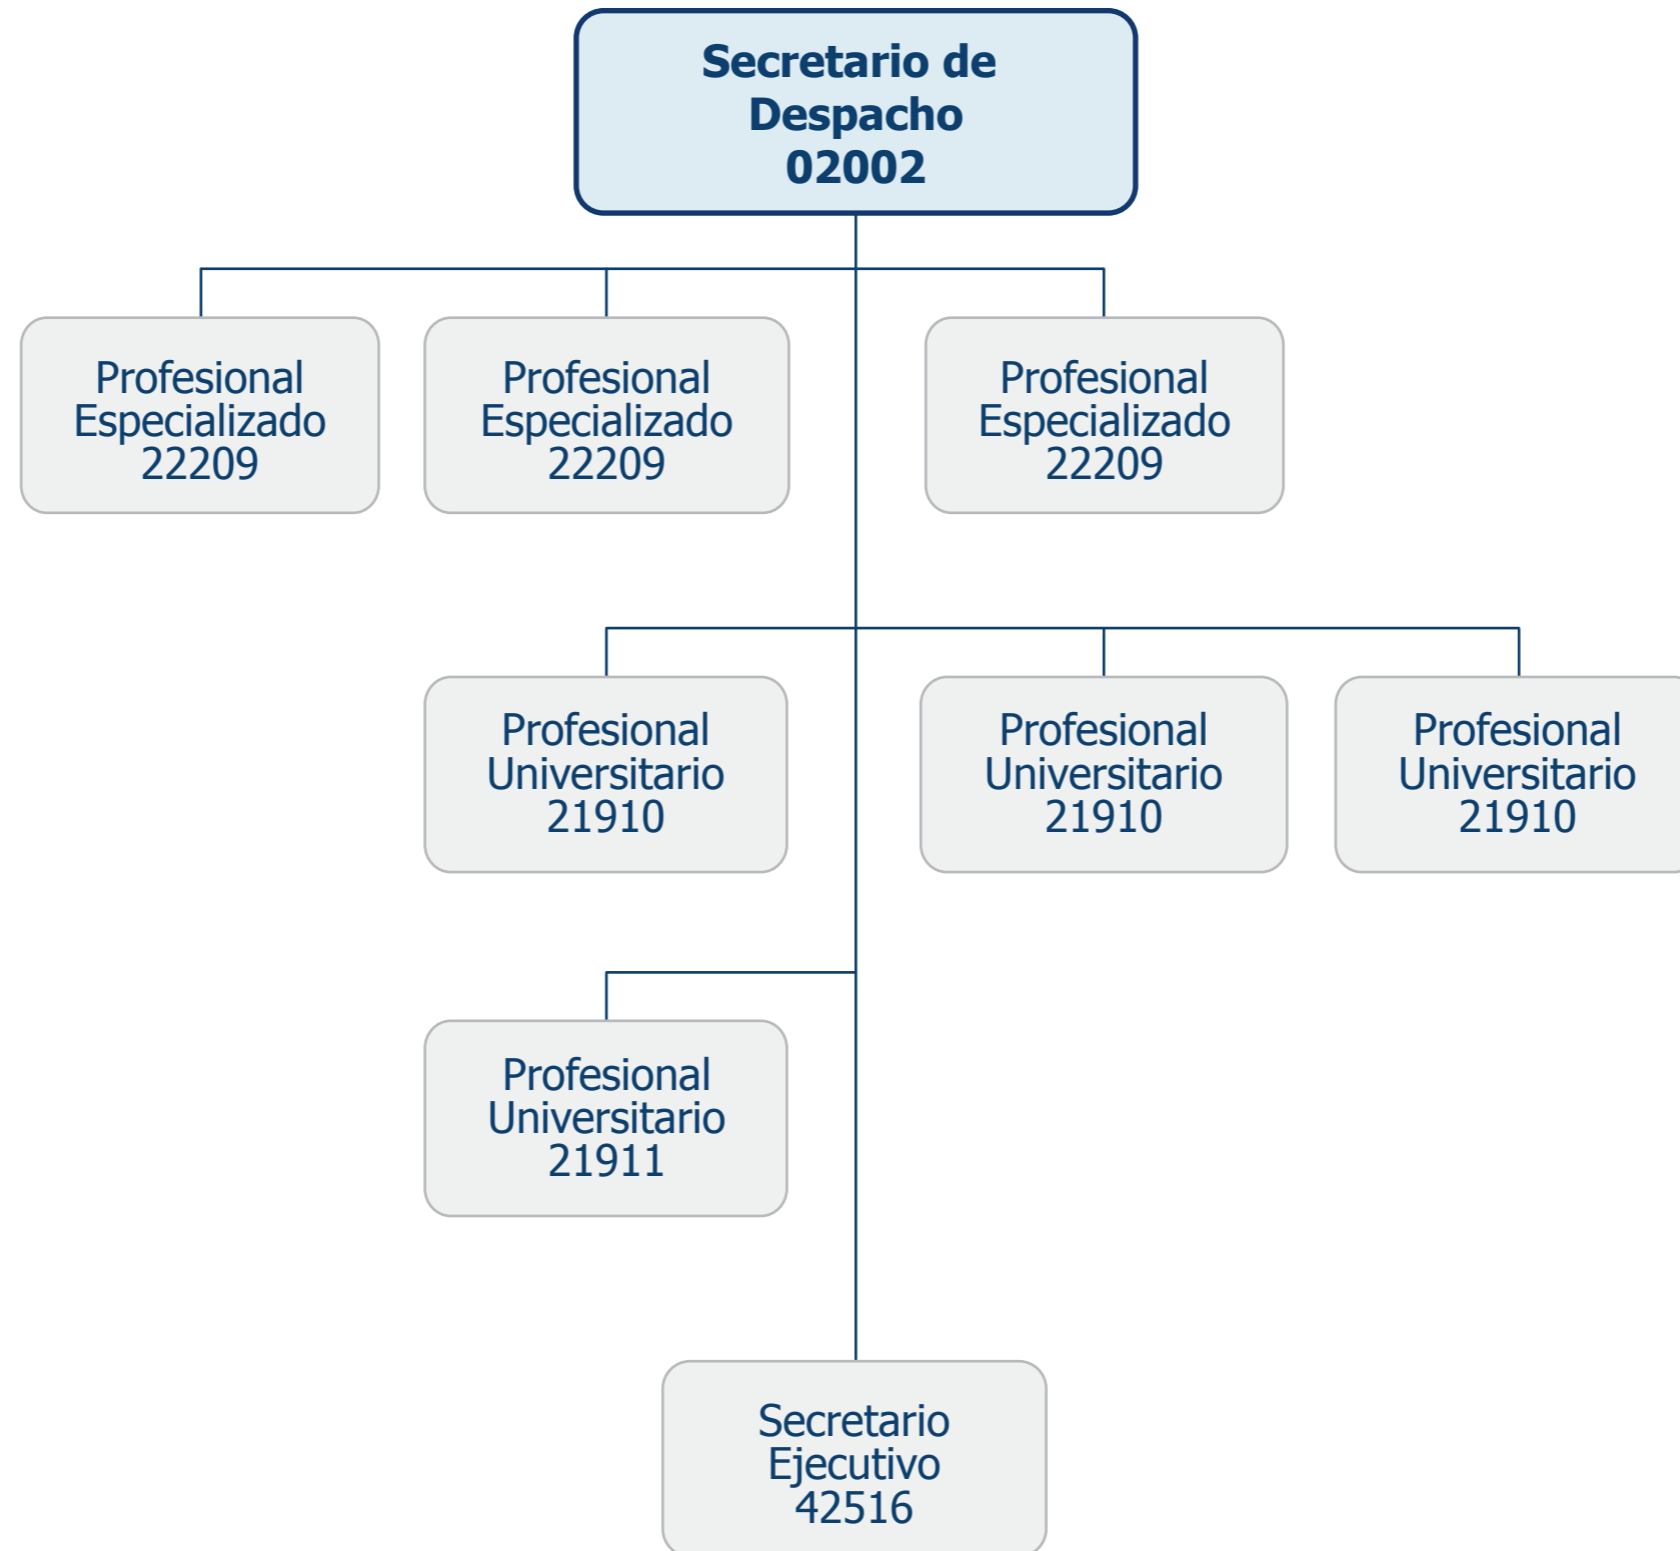 Secretario de
Despacho
02002
Profesional
Especializado
22209
Profesional
Especializado
22209
Profesional
Especializado
22209
Profesional
Universitario
21910
Profesional
Universitario
21910
Profesional
Universitario
21910
Profesional
Universitario
21911
Secretario
Ejecutivo
42516